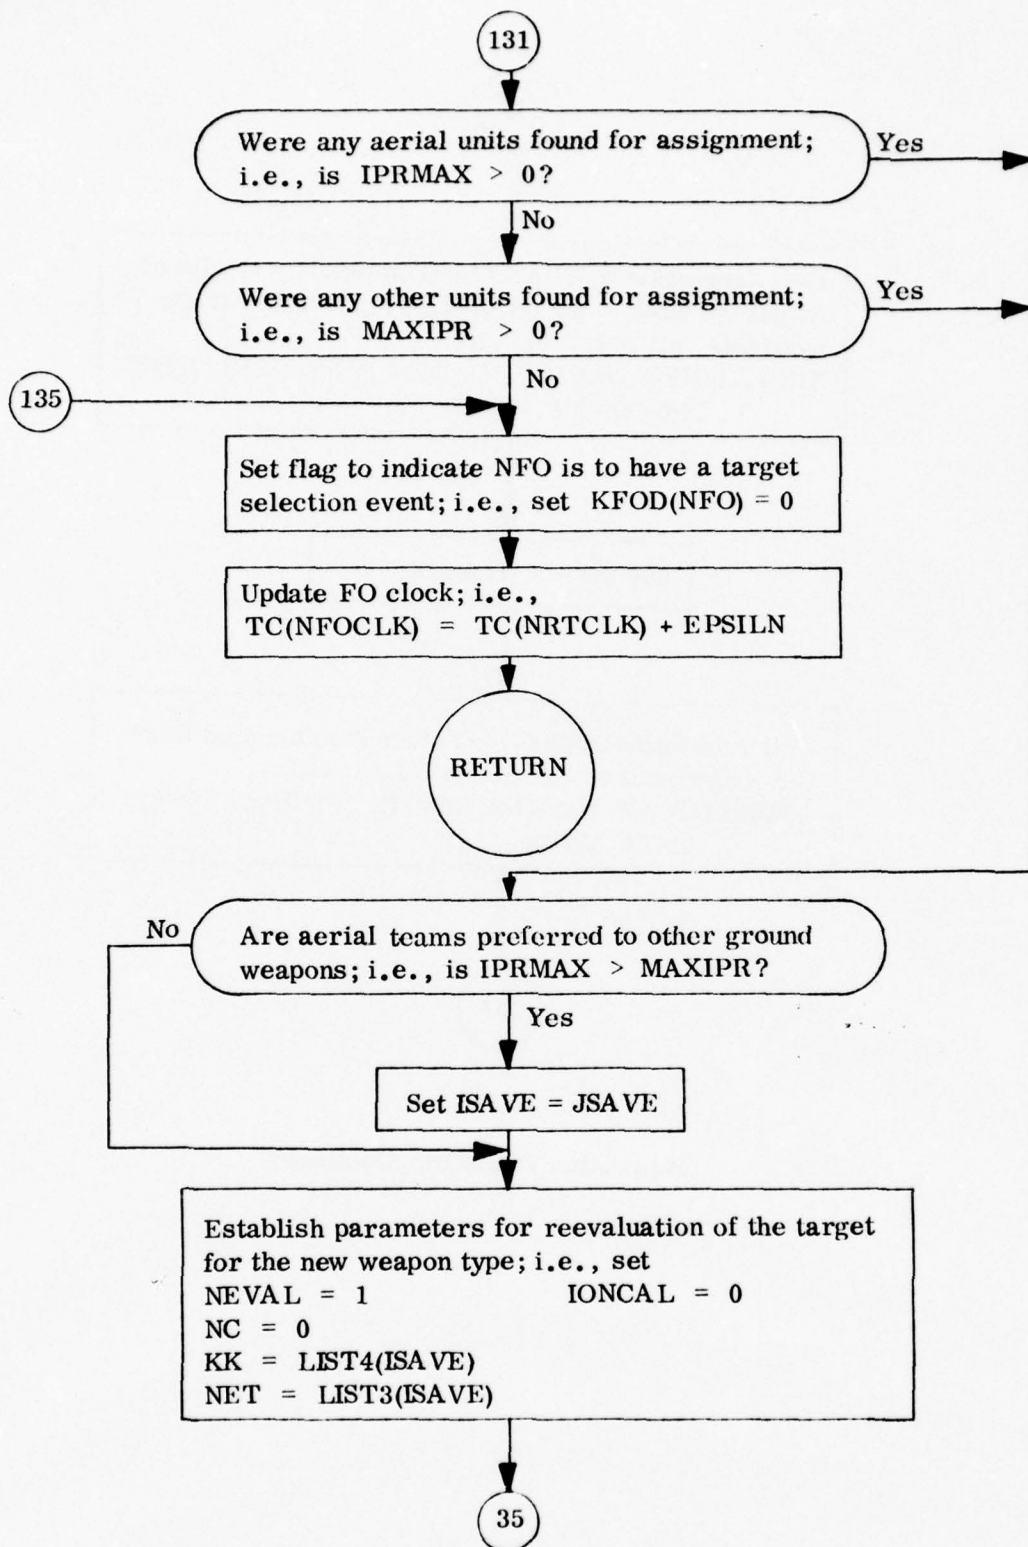 131
Were any aerial units found for assignment;
i.e., is IPRMAX > 0?
Yes
No
Were any other units found for assignment;
i.e., is MAXIPR > 0?
Yes
No
135
Set flag to indicate NFO is to have a target
selection event; i.e., set KFOD(NFO) = 0
Update FO clock; i.e.,
TC(NFOCLK) = TC(NRTCLK) + EPSILN
RETURN
No
Are aerial teams preferred to other ground
weapons; i.e., is IPRMAX > MAXIPR?
Yes
Set ISAVE = JSAVE
Establish parameters for reevaluation of the target
for the new weapon type; i.e., set
NEVAL = 1 IONCAL = 0
NC = 0
KK = LIST4(ISAVE)
NET = LIST3(ISAVE)
35